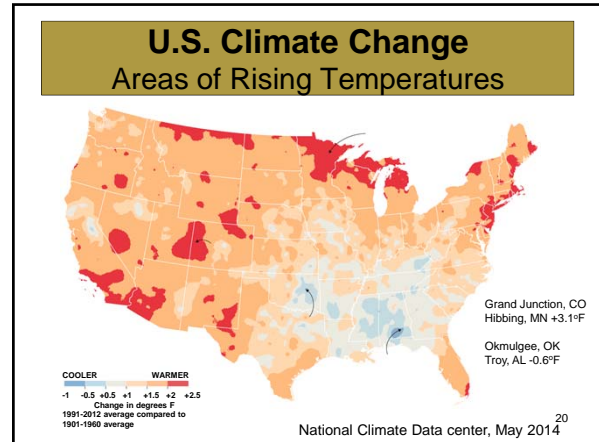 U.S. Climate Change
Areas of Rising Temperatures
Grand Junction, CO
Hibbing, MN +3.1ºF
Okmulgee, OK
Troy, AL -0.6ºF
COOLER WARMER
-1 -0.5 +0.5 +1 +1.5 +2 +2.5
Change in degrees F
1991-2012 average compared to
1901-1960 average
National Climate Data center, May 2014
20